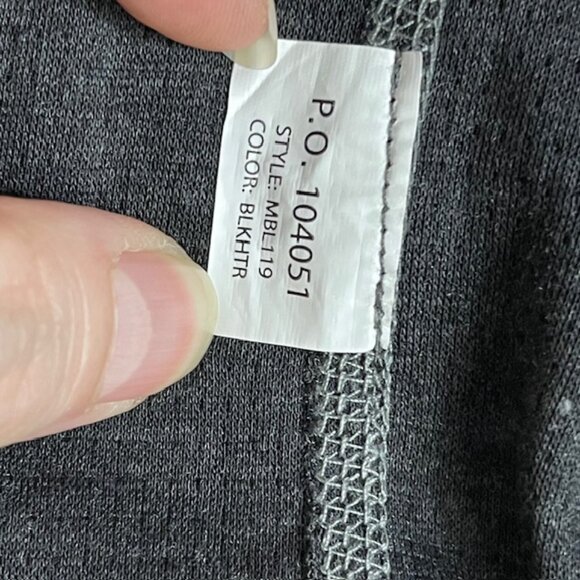 P.O. 104051
STYLE: MBL119
COLOR: BLKHTR